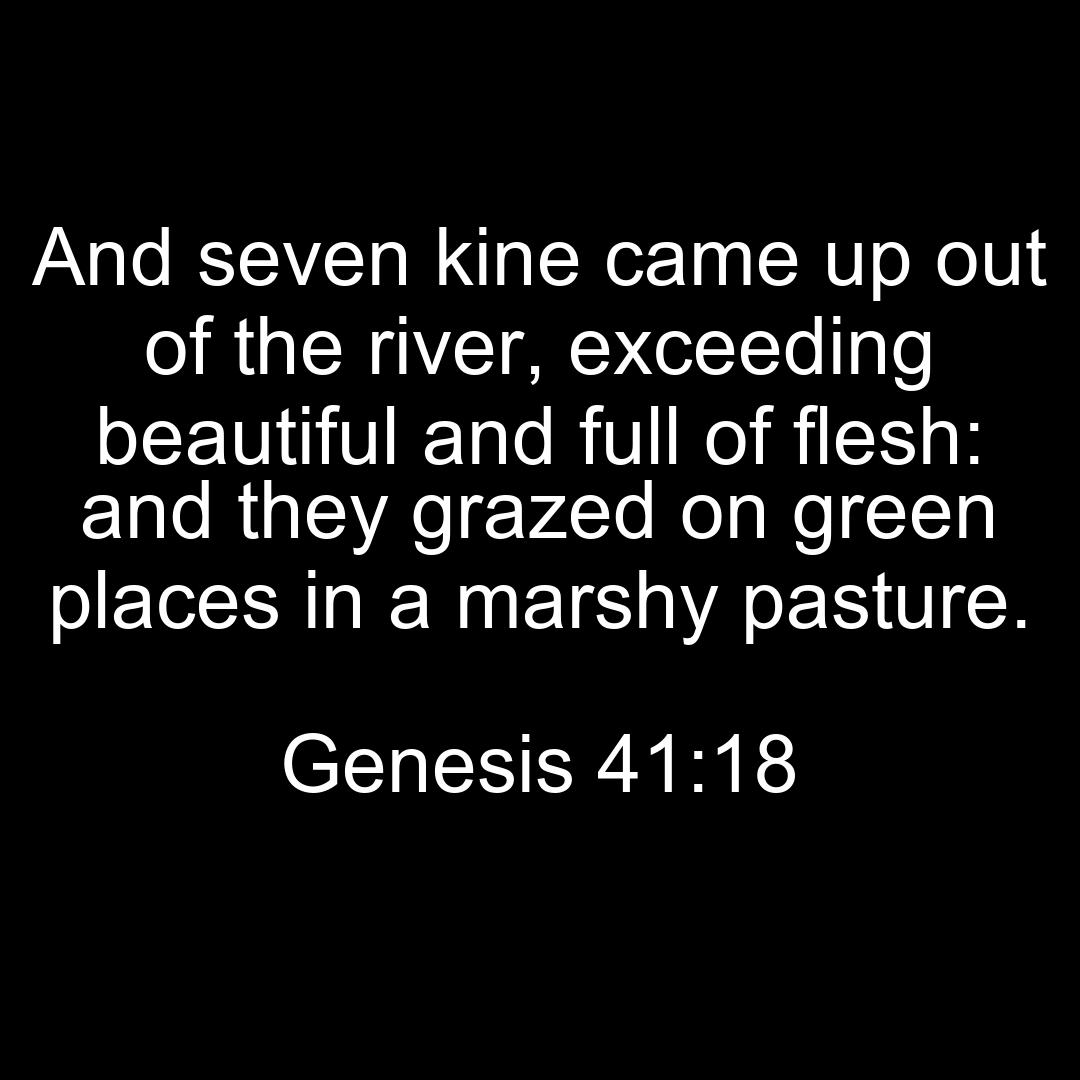 And seven kine came up out
of the river, exceeding
beautiful and full of flesh:
and they grazed on green
places in a marshy pasture.
Genesis 41:18